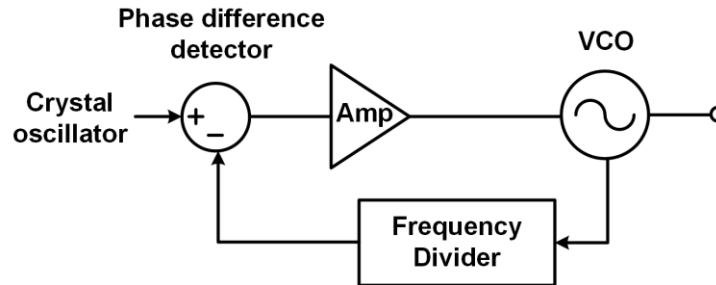 Phase difference
detector
VCO
Crystal
oscillator
+
−
Amp
Frequency
Divider